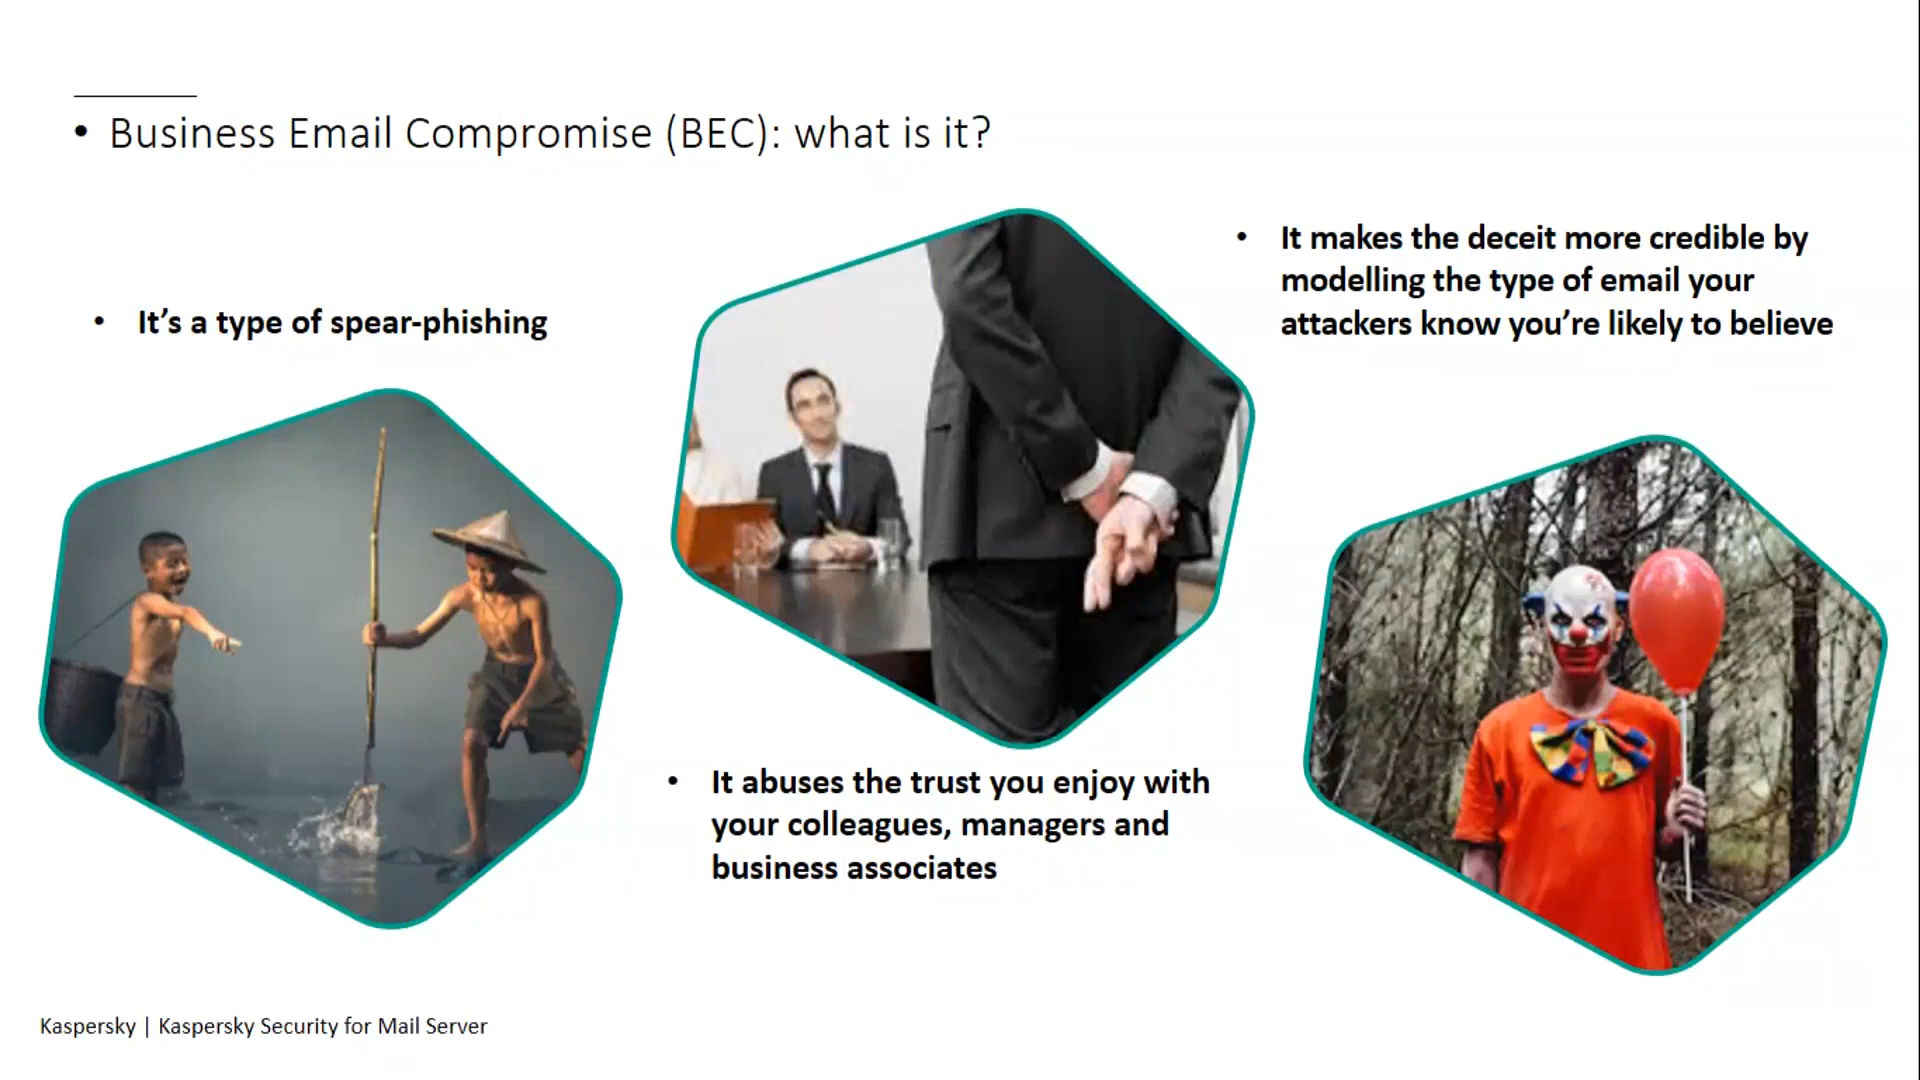 • Business Email Compromise (BEC): what is it?
• It’s a type of spear-phishing
• It abuses the trust you enjoy with
your colleagues, managers and
business associates
• It makes the deceit more credible by
modelling the type of email your
attackers know you’re likely to believe
Kaspersky | Kaspersky Security for Mail Server